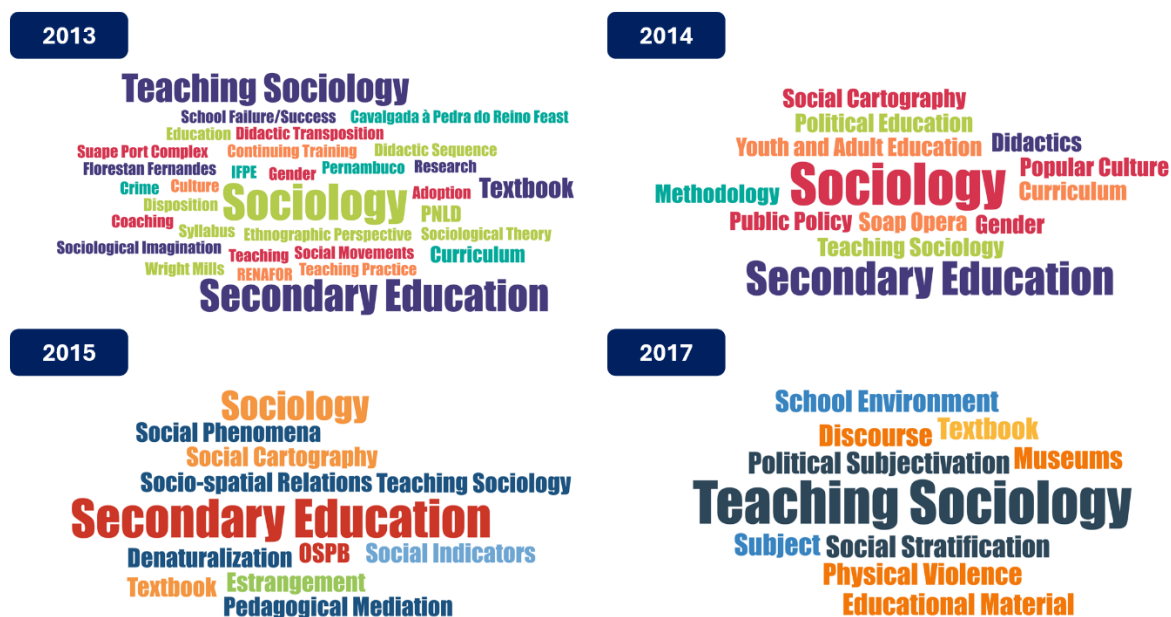 2013
Teaching Sociology
School Failure/Success Cavalgada à Pedra do Reino Feast
Education Didactic Transposition
Suape Port Complex Continuing Training Didactic Sequence
Florestan Fernandes IFPE Gender Pernambuco Research
Crime Culture Sociology Adoption Textbook
Disposition PNLD
Coaching Syllabus Ethnographic Perspective Sociological Theory
Sociological Imagination Teaching Social Movements Curriculum
Wright Mills RENAFOR Teaching Practice
Secondary Education
2014
Social Cartography
Political Education
Youth and Adult Education Didactics
Methodology Sociology Popular Culture
Curriculum
Public Policy Soap Opera Gender
Teaching Sociology
Secondary Education
2015
Sociology
Social Phenomena
Social Cartography
Socio-spatial Relations Teaching Sociology
Secondary Education
Denaturalization OSPB Social Indicators
Textbook Estrangement
Pedagogical Mediation
2017
School Environment
Discourse Textbook
Political Subjectivation Museums
Teaching Sociology
Subject Social Stratification
Physical Violence
Educational Material